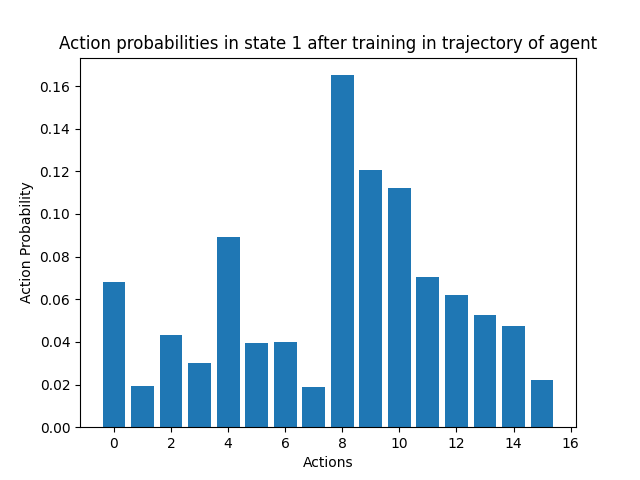 Action probabilities in state 1 after training in trajectory of agent
0.16
0.14
0.12
0.10
0.08
0.06
0.04
0.02
0.00
Action Probability
0 2 4 6 8 10 12 14 16
Actions